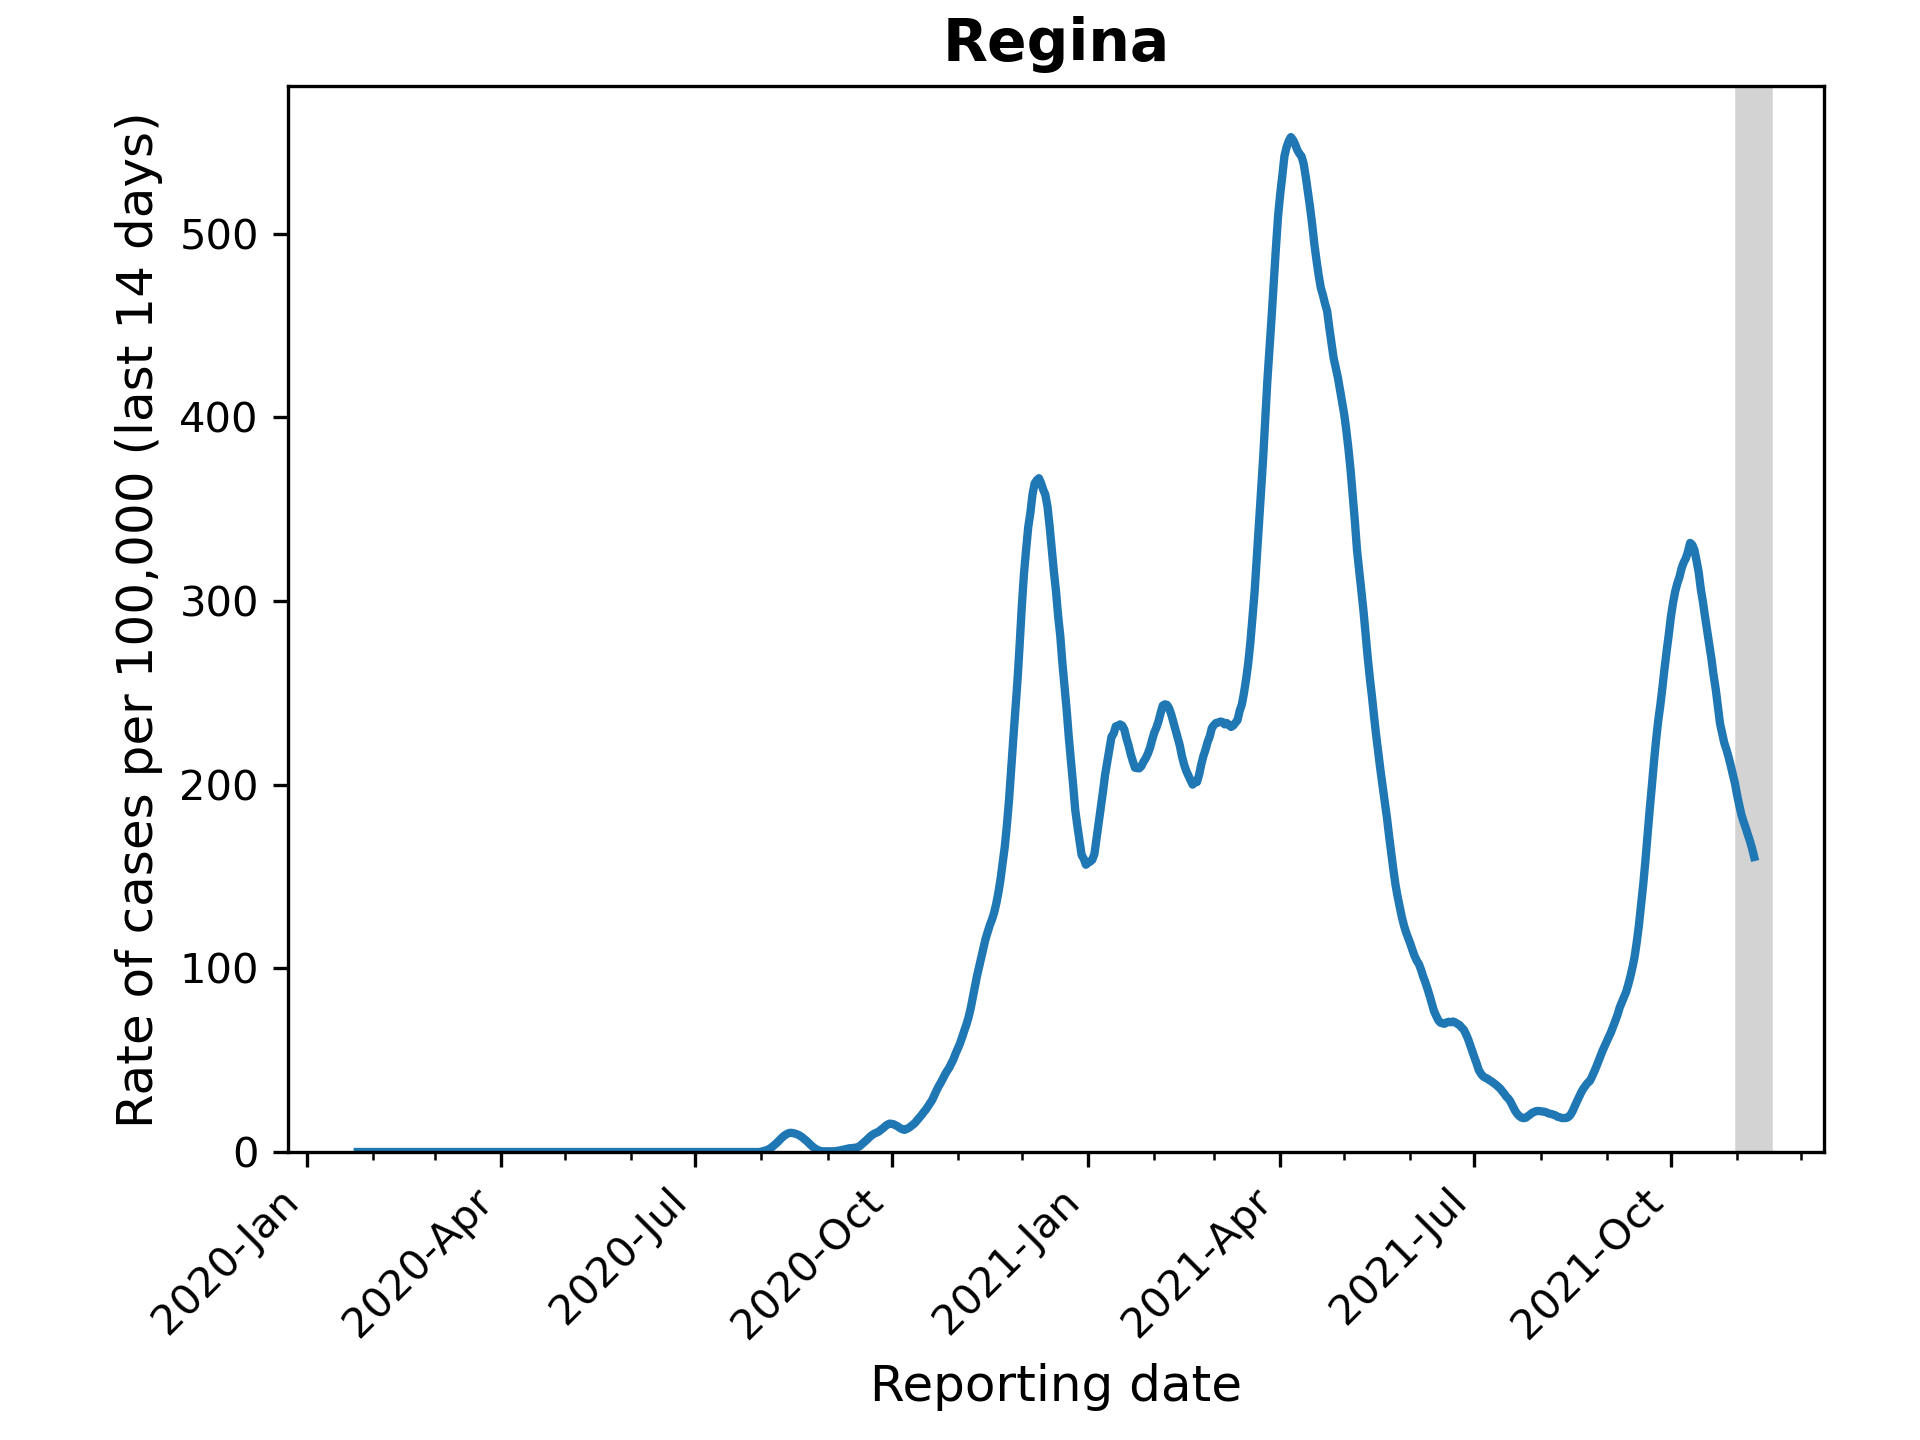 Regina
Rate of cases per 100,000 (last 14 days)
500
400
300
200
100
0
2020-Jan
2020-Apr
2020-Jul
2020-Oct
2021-Jan
2021-Apr
2021-Jul
2021-Oct
Reporting date